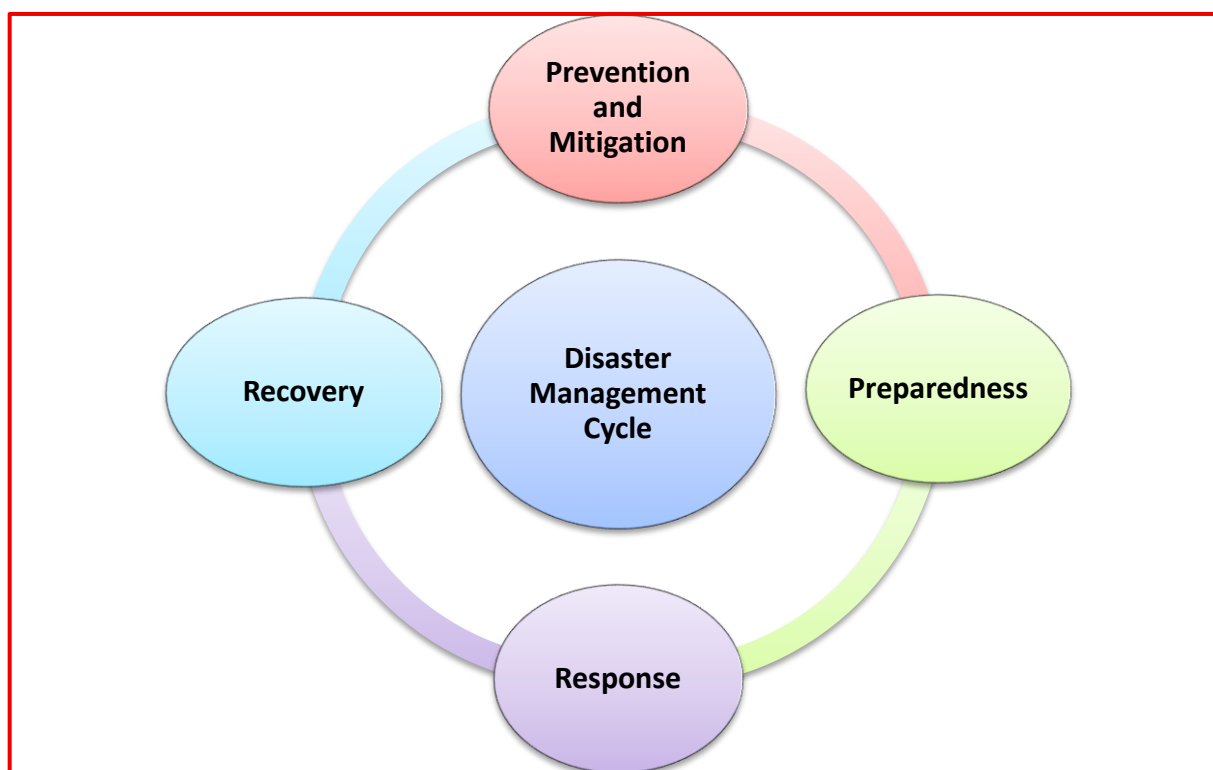 Prevention
and
Mitigation
Recovery
Disaster
Management
Cycle
Preparedness
Response